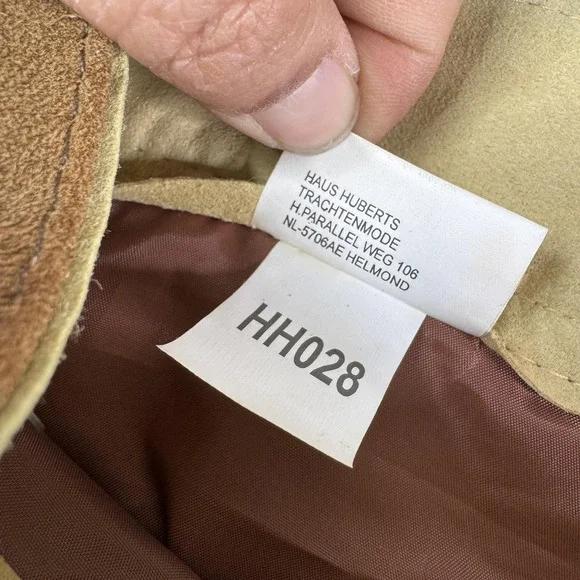 HAUS HUBERTS
TRACHTENMODE
H.PARALLEL WEG 106
NL-5706AE HELMOND
HH028